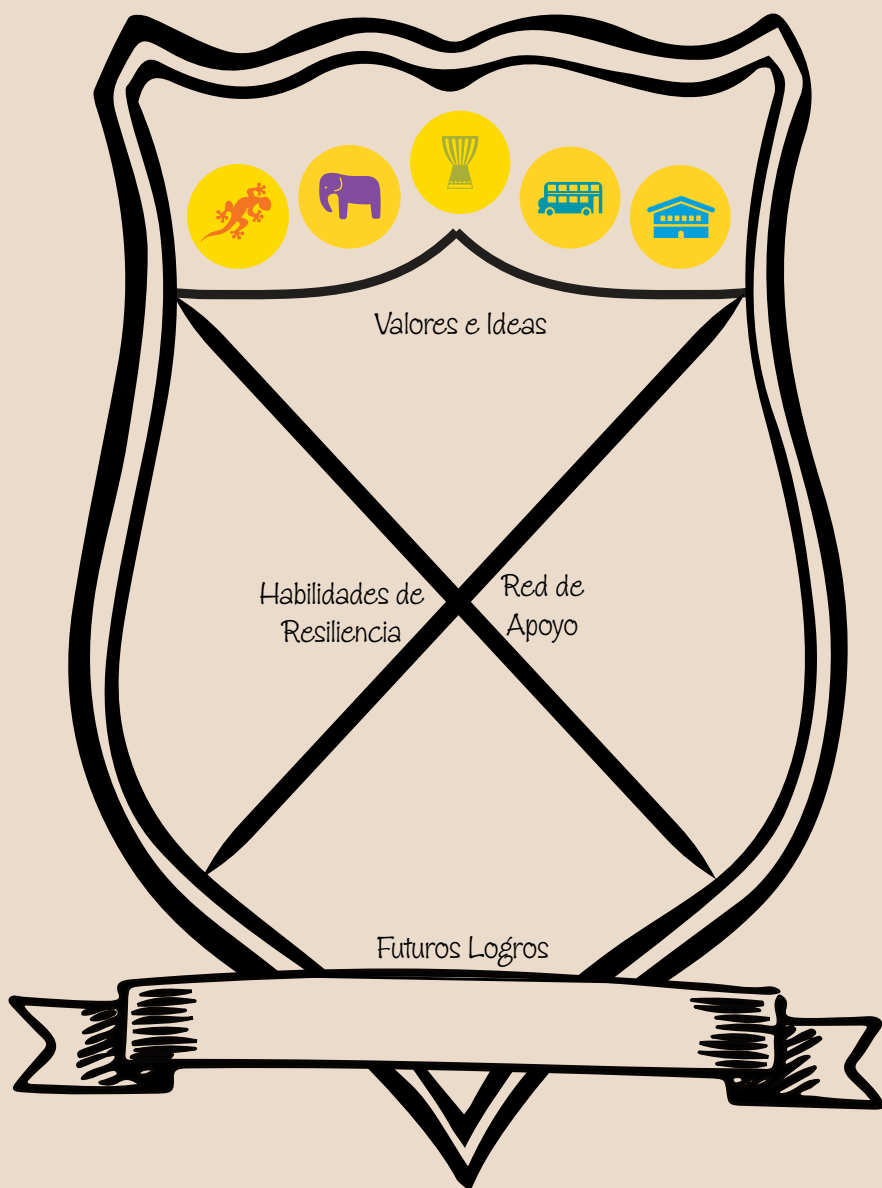 Valores e Ideas
Habilidades de
Resiliencia
Red de
Apoyo
Futuros Logros